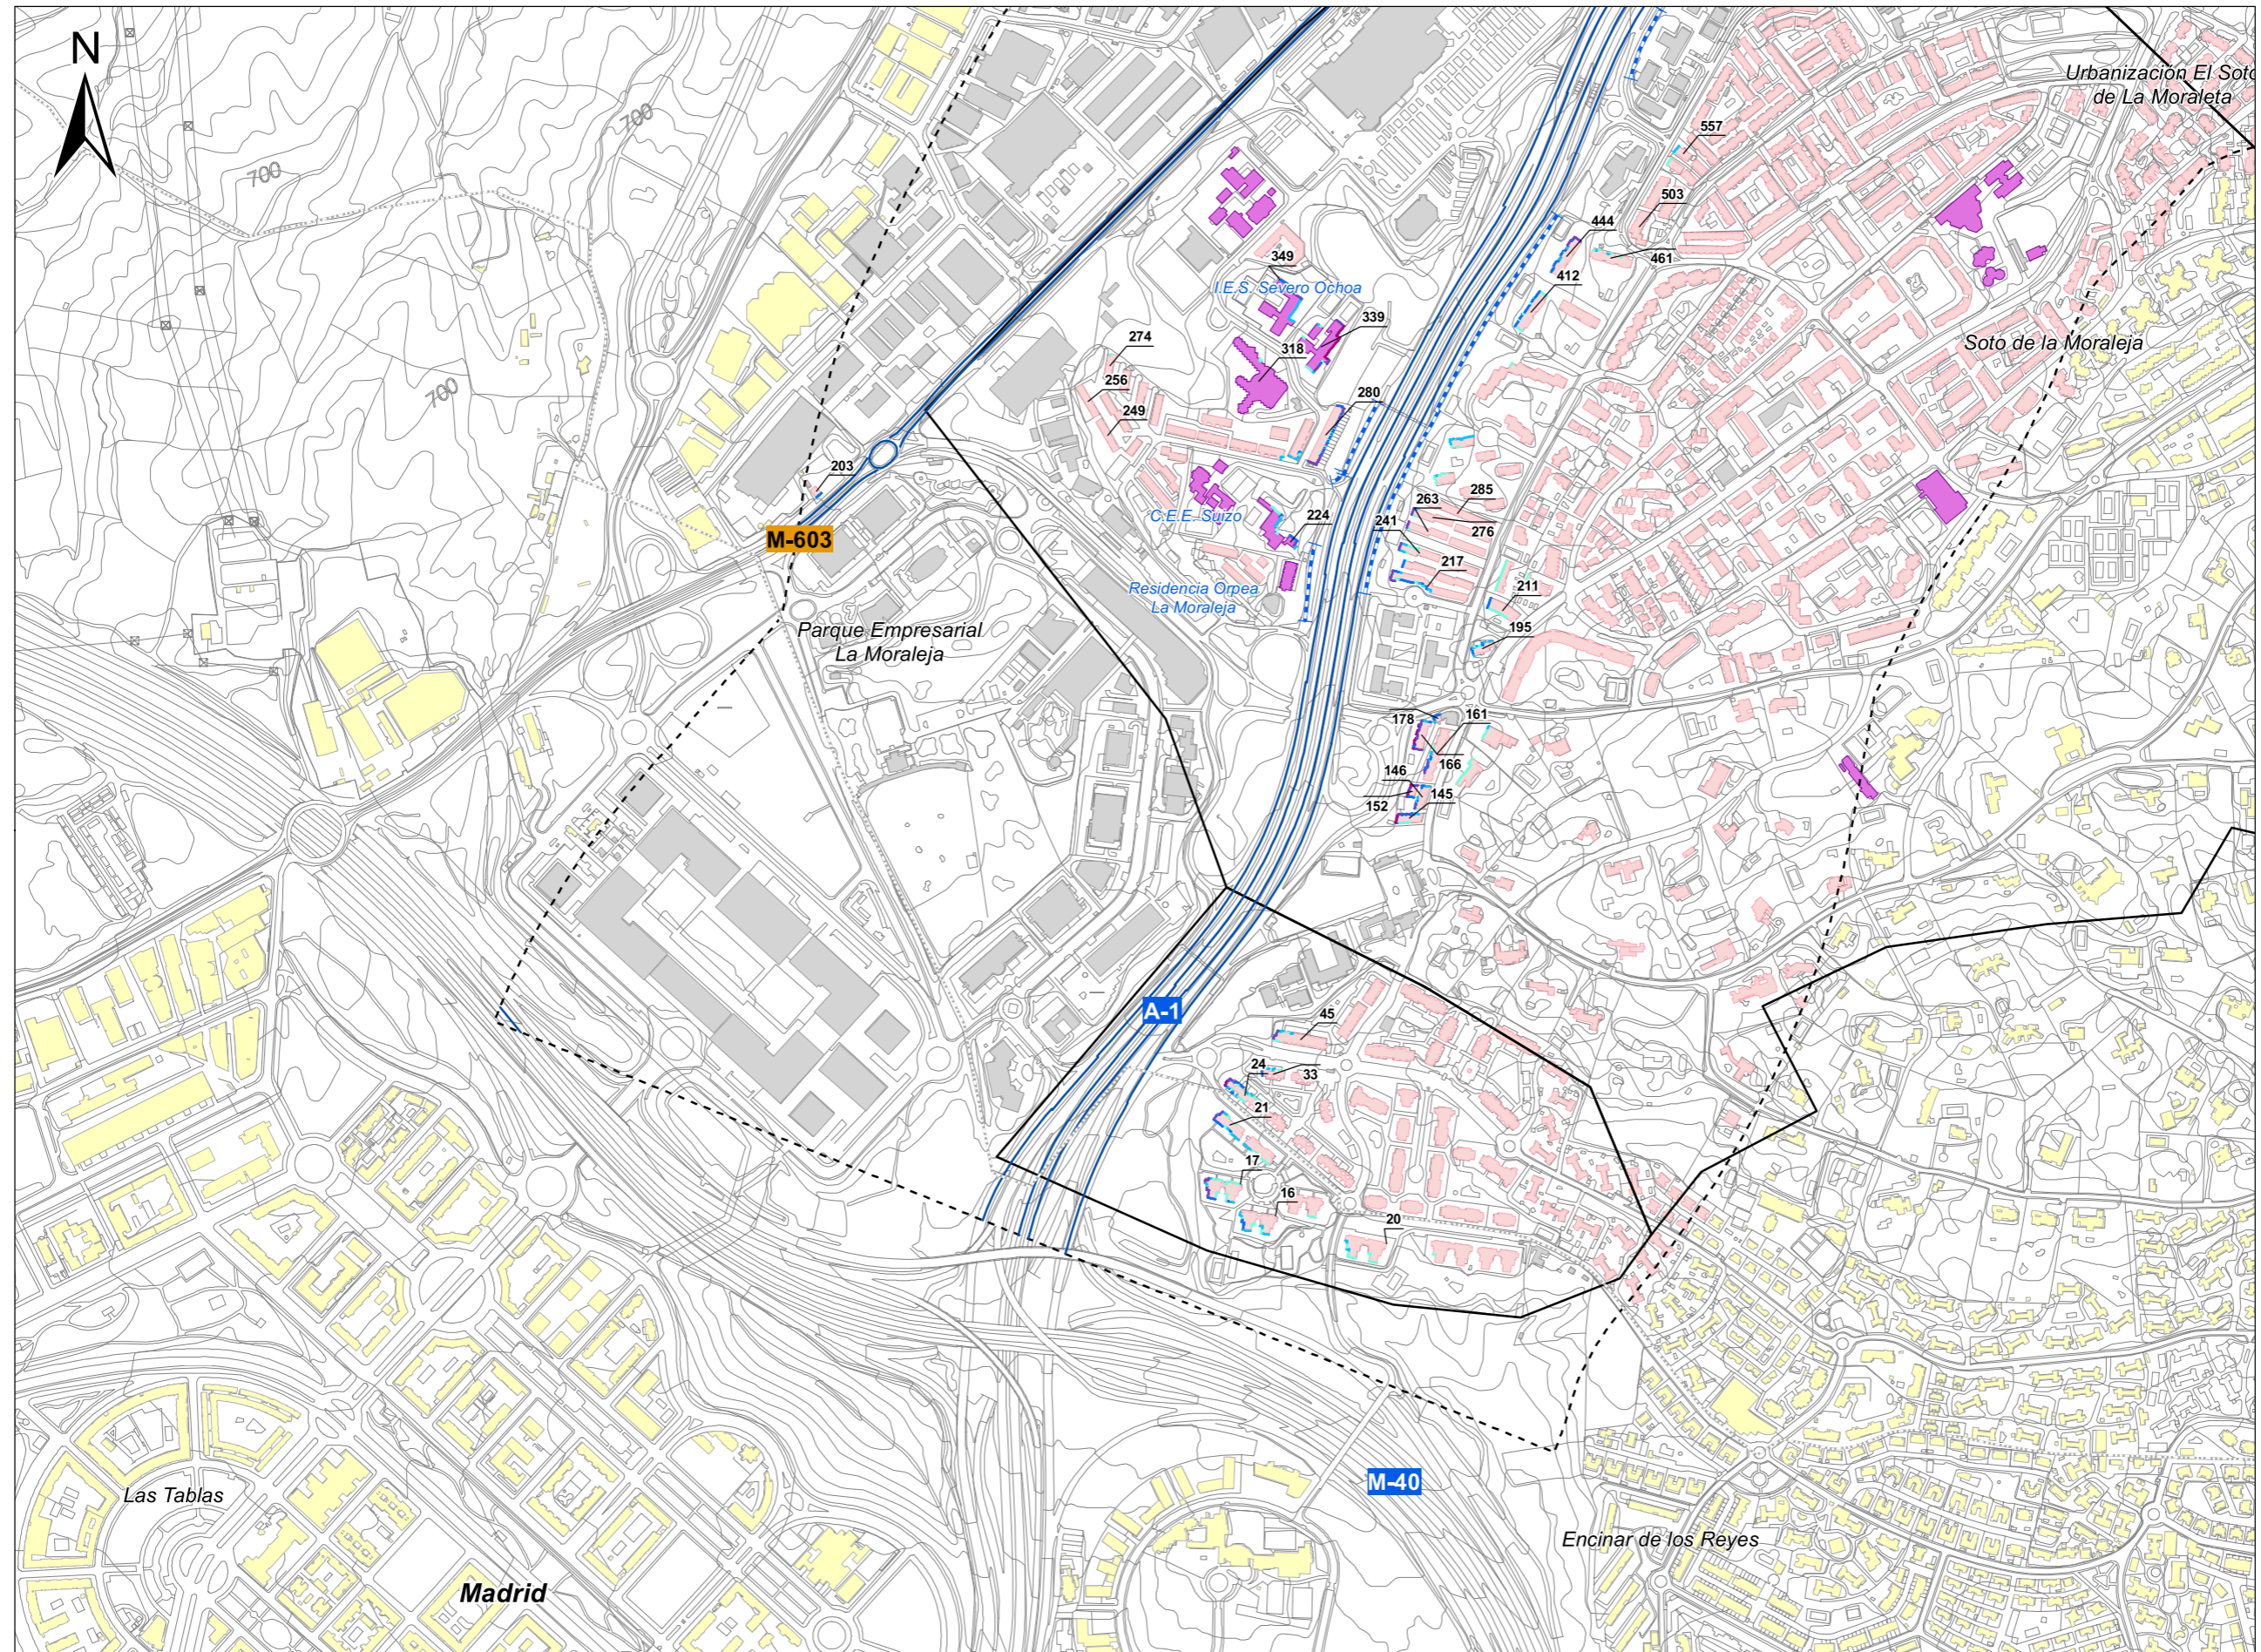 N
Urbanización El Soto
de La Moraleta
700
700
557
503
444
461
349
I.E.S. Severo Ochoa
412
339
274
318
Soto de la Moraleja
700
256
280
249
203
285
263
C.E.E. Suizo
224
241
276
M-603
217
Residencia Orpea
La Moraleja
211
Parque Empresarial
La Moraleja
195
178
161
166
146
152
145
A-1
45
24
33
21
17
16
20
M-40
Las Tablas
Encinar de los Reyes
Madrid